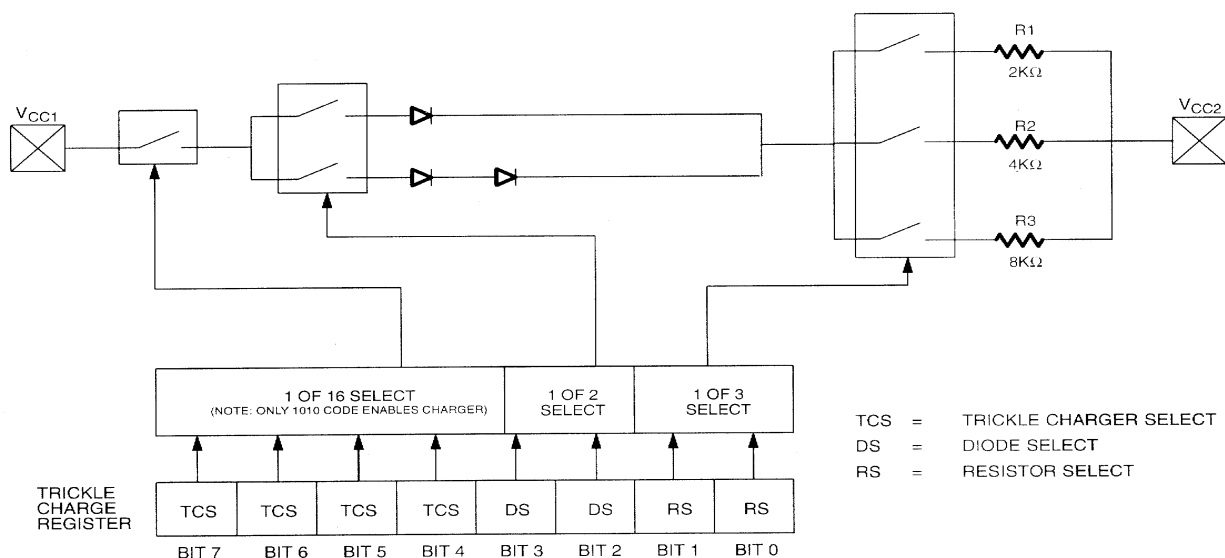 R1
2KΩ
VCC1
VCC2
R2
4KΩ
R3
8KΩ
1 OF 16 SELECT
(NOTE: ONLY 1010 CODE ENABLES CHARGER)
1 OF 2
SELECT
1 OF 3
SELECT
TCS = TRICKLE CHARGER SELECT
DS = DIODE SELECT
RS = RESISTOR SELECT
TRICKLE
CHARGE
REGISTER
TCS TCS TCS TCS DS DS RS RS
BIT 7 BIT 6 BIT 5 BIT 4 BIT 3 BIT 2 BIT 1 BIT 0